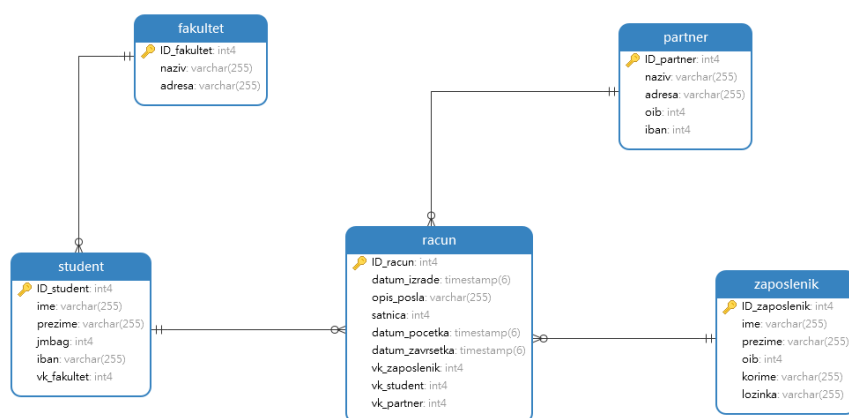 fakultet
ID_fakultet: int4
naziv: varchar(255)
adresa: varchar(255)
partner
ID_partner: int4
naziv: varchar(255)
adresa: varchar(255)
oib: int4
iban: int4
student
ID_student: int4
ime: varchar(255)
prezime: varchar(255)
jmbag: int4
iban: varchar(255)
vk_fakultet: int4
racun
ID_racun: int4
datum_izrade: timestamp(6)
opis_posla: varchar(255)
satnica: int4
datum_pocetka: timestamp(6)
datum_zavrsetka: timestamp(6)
vk_zaposlenik: int4
vk_student: int4
vk_partner: int4
zaposlenik
ID_zaposlenik: int4
ime: varchar(255)
prezime: varchar(255)
oib: int4
korime: varchar(255)
lozinka: varchar(255)